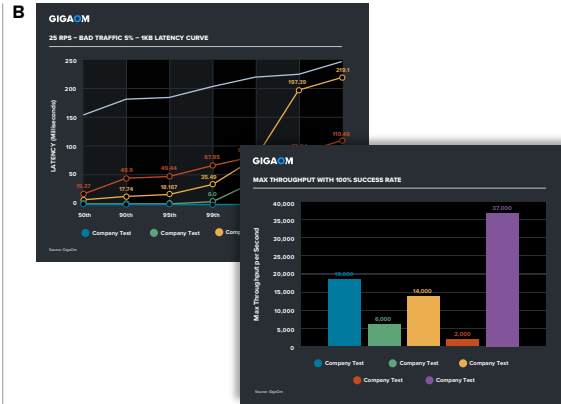 B
GIGAOM
25 RPS – BAD TRAFFIC 5% – 1KB LATENCY CURVE
LATENCY (Milliseconds)
250
200
150
100
50
0
219.1
197.39
110.48
67.95
49.44
45.9
19.37
35.49
18.167
17.74
6.0
50th
90th
95th
99th
Company Test
Company Test
Source: GigaOm
GIGAOM
MAX THROUGHPUT WITH 100% SUCCESS RATE
Max Throughput per Second
40,000
35,000
30,000
25,000
20,000
15,000
10,000
5,000
0
37,000
14,000
6,000
2,000
Company Test
Company Test
Company Test
Company Test
Company Test
Source: GigaOm